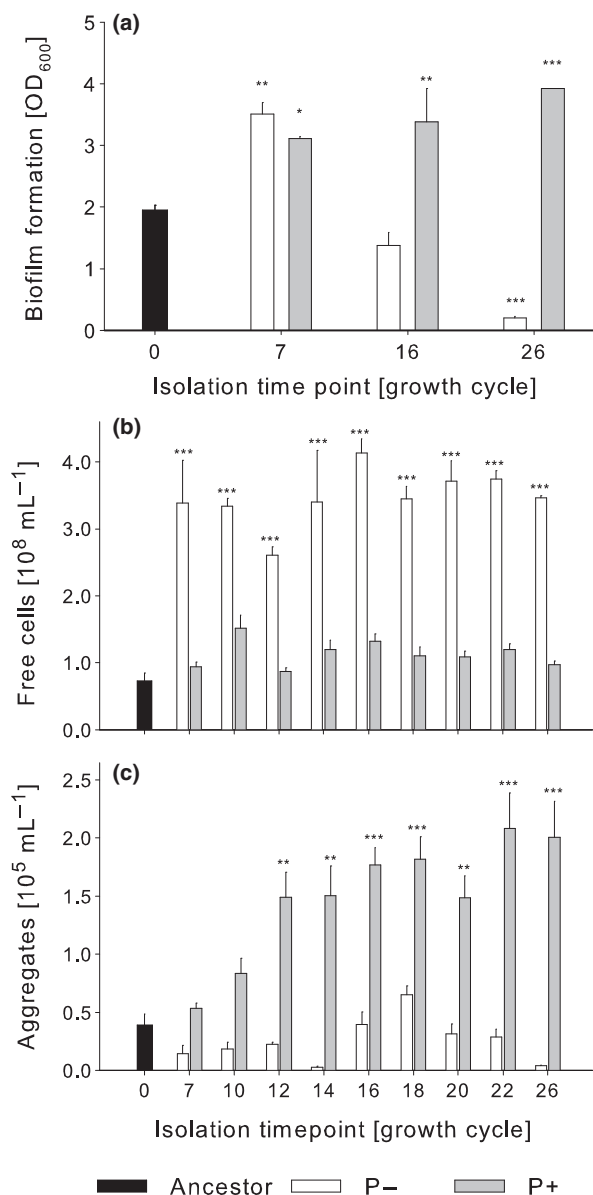 (a)
Biofilm formation [OD600]
5
4
3
2
1
0
** * ** *** ***
0 7 16 26
Isolation time point [growth cycle]
(b)
Free cells [10^8 mL−1]
4.0
3.0
2.0
1.0
0.0
*** *** *** *** *** *** *** *** ***
(c)
Aggregates [10^5 mL−1]
2.5
2.0
1.5
1.0
0.5
0.0
** ** *** *** ** *** ***
0 7 10 12 14 16 18 20 22 26
Isolation timepoint [growth cycle]
Ancestor P− P+